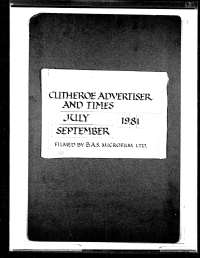 CLITHEROE ADVERTISER
AND TIMES
JULY 1981
SEPTEMBER
FILMED BY B.A.S. MICROFILM LTD.